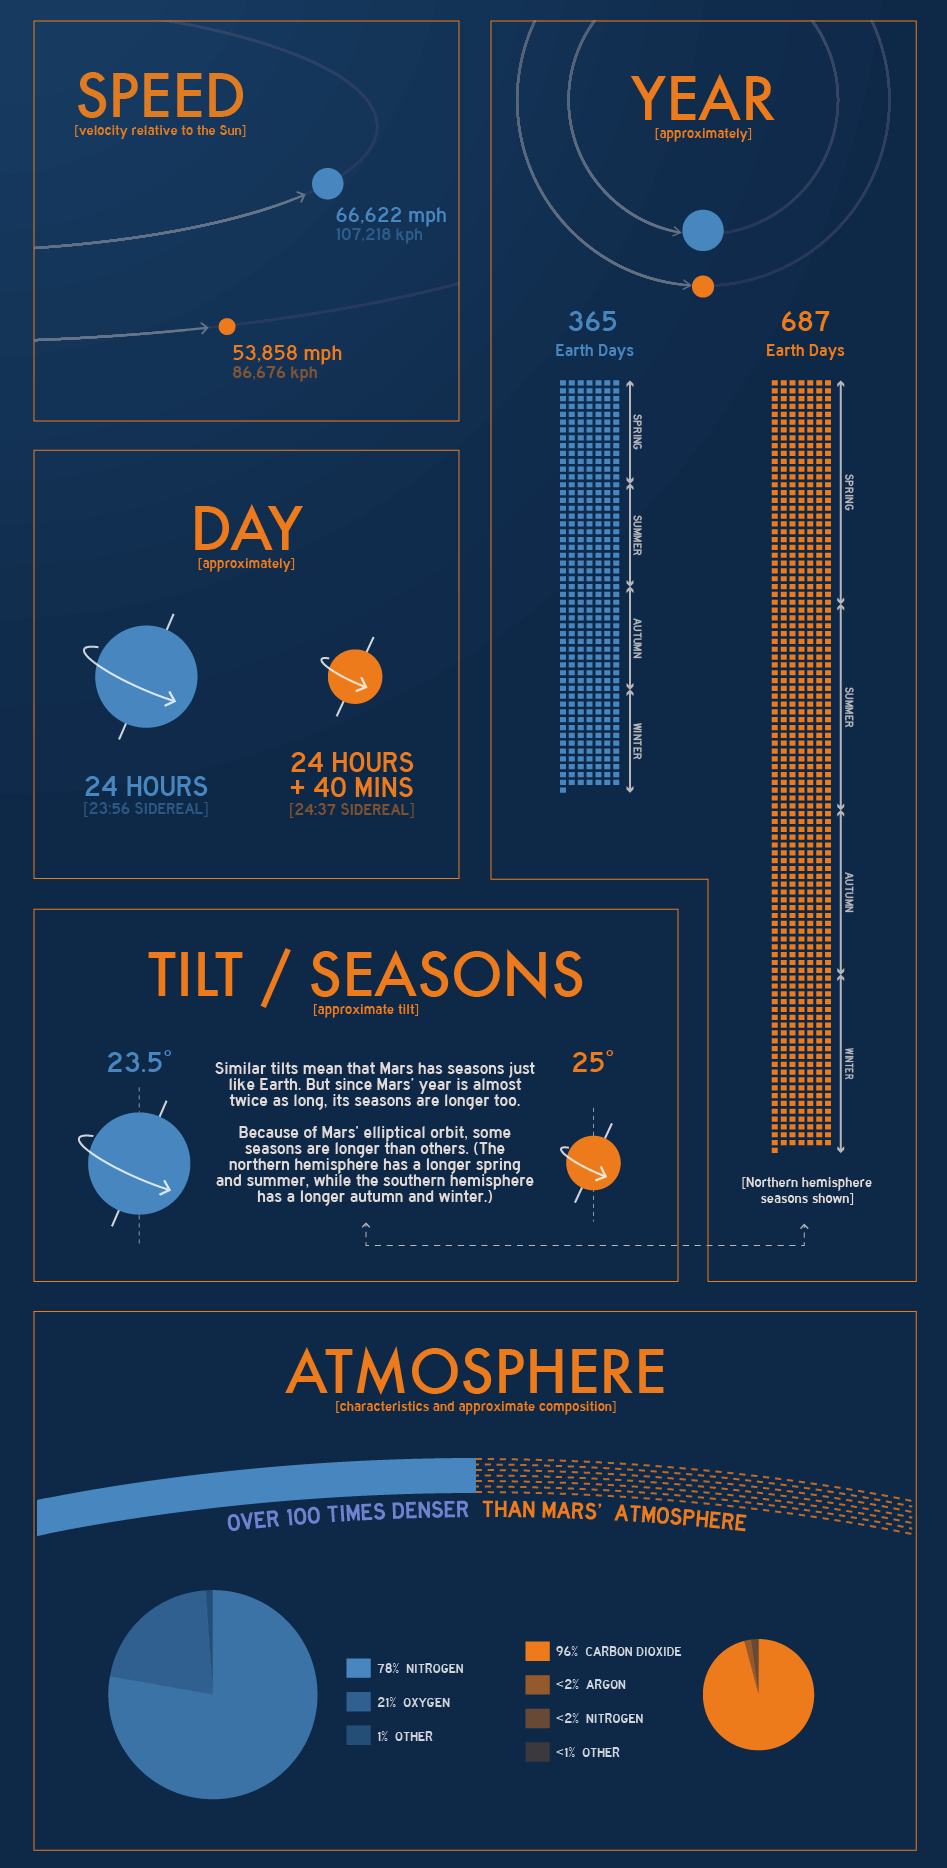 SPEED
[velocity relative to the Sun]
66,622 mph
107,218 kph
53,858 mph
86,676 kph
YEAR
[approximately]
365
Earth Days
687
Earth Days
SPRING
SUMMER
AUTUMN
WINTER
SPRING
SUMMER
AUTUMN
WINTER
[Northern hemisphere
seasons shown]
DAY
[approximately]
24 HOURS
[23:56 SIDEREAL]
24 HOURS
+ 40 MINS
[24:37 SIDEREAL]
TILT / SEASONS
[approximate tilt]
23.5°
Similar tilts mean that Mars has seasons just
like Earth. But since Mars' year is almost
twice as long, its seasons are longer too.
Because of Mars' elliptical orbit, some
seasons are longer than others. (The
northern hemisphere has a longer spring
and summer, while the southern hemisphere
has a longer autumn and winter.)
25°
ATMOSPHERE
[characteristics and approximate composition]
OVER 100 TIMES DENSER THAN MARS' ATMOSPHERE
78% NITROGEN
21% OXYGEN
1% OTHER
96% CARBON DIOXIDE
<2% ARGON
<2% NITROGEN
<1% OTHER